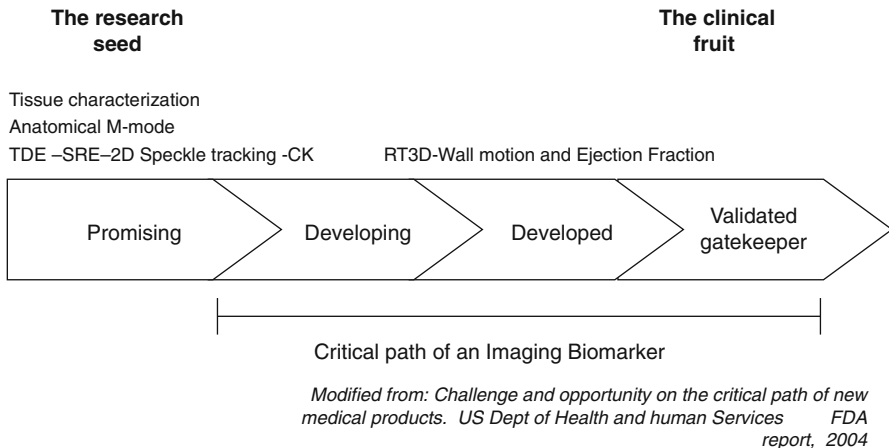 The research
seed
The clinical
fruit
Tissue characterization
Anatomical M-mode
TDE –SRE–2D Speckle tracking -CK
RT3D-Wall motion and Ejection Fraction
Promising
Developing
Developed
Validated
gatekeeper
Critical path of an Imaging Biomarker
Modified from: Challenge and opportunity on the critical path of new
medical products. US Dept of Health and human Services FDA
report, 2004